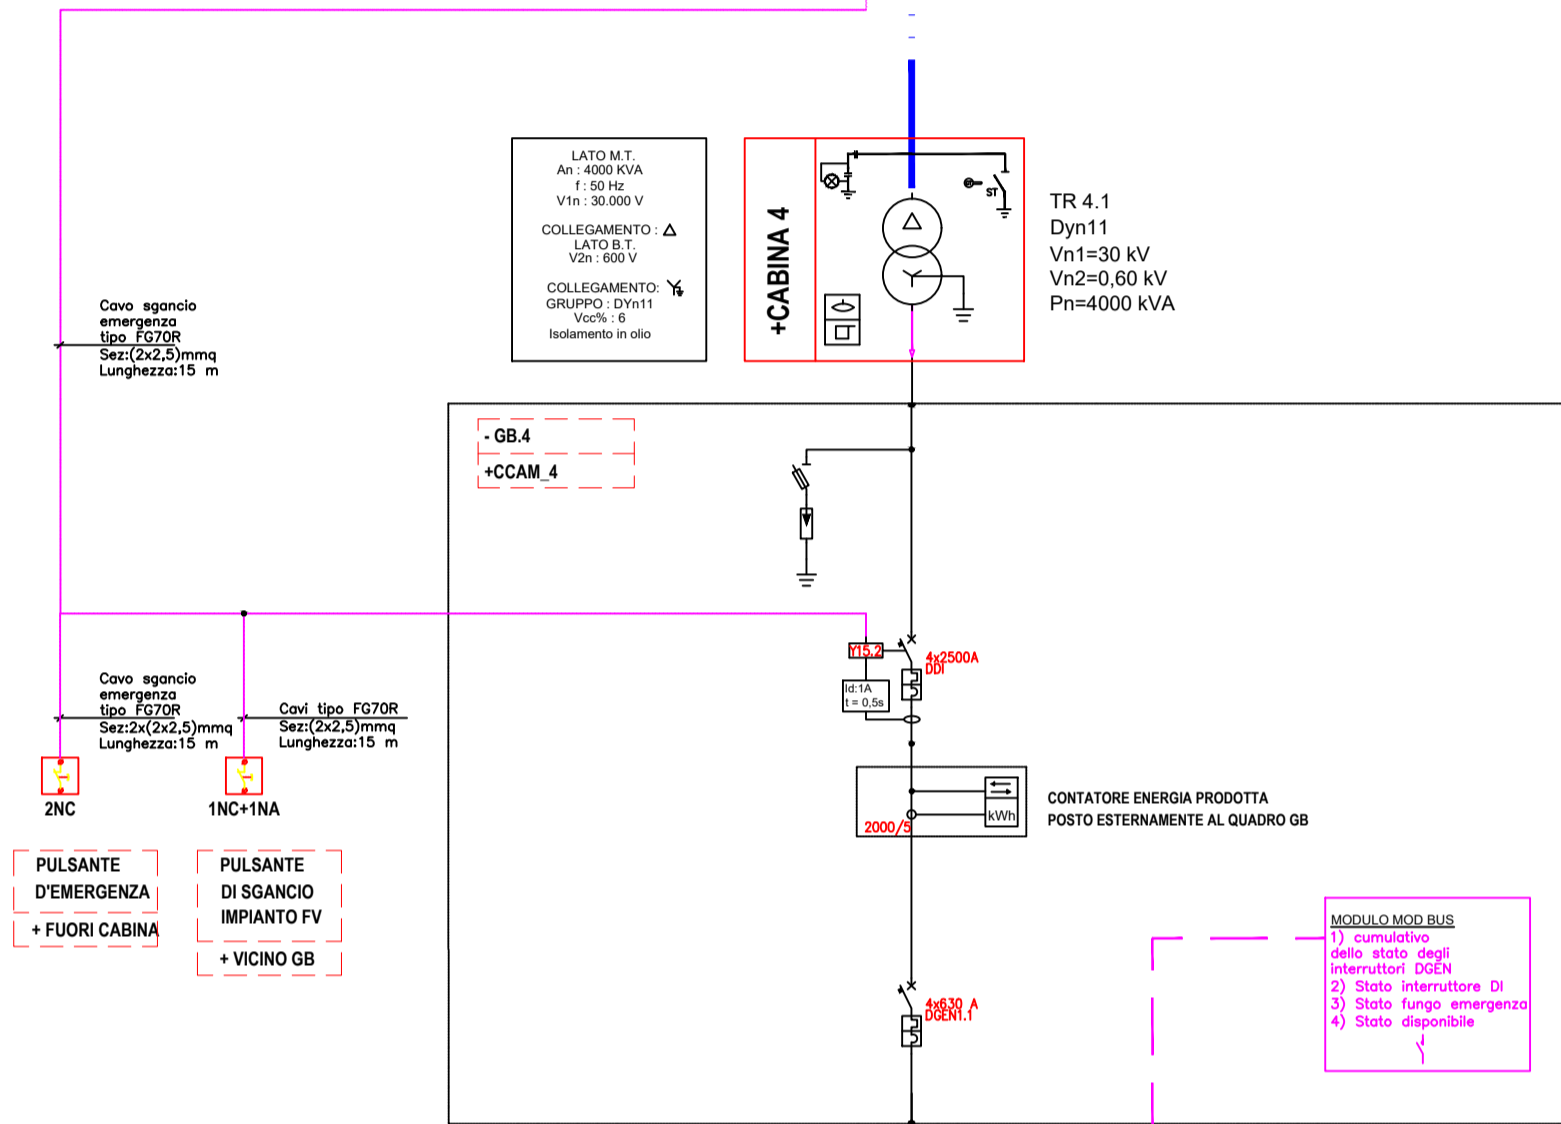 LATO M.T.
An : 4000 KVA
f : 50 Hz
V1n : 30.000 V
COLLEGAMENTO :
LATO B.T.
V2n : 600 V
COLLEGAMENTO:
GRUPPO : DYn11
Vcc% : 6
Isolamento in olio
+CABINA 4
ST
TR 4.1
Dyn11
Vn1=30 kV
Vn2=0,60 kV
Pn=4000 kVA
Cavo sgancio
emergenza
tipo FG70R
Sez:(2x2,5)mmq
Lunghezza:15 m
- GB.4
+CCAM_4
Y15.2
4x2500A
DDI
Id:1A
t = 0,5s
Cavo sgancio
emergenza
tipo FG70R
Sez:2x(2x2,5)mmq
Lunghezza:15 m
Cavi tipo FG70R
Sez:(2x2,5)mmq
Lunghezza:15 m
2NC
1NC+1NA
kWh
2000/5
CONTATORE ENERGIA PRODOTTA
POSTO ESTERNAMENTE AL QUADRO GB
PULSANTE
D'EMERGENZA
+ FUORI CABINA
PULSANTE
DI SGANCIO
IMPIANTO FV
+ VICINO GB
4x630 A
DGEN1.1
MODULO MOD BUS
1) cumulativo
dello stato degli
interruttori DGEN
2) Stato interruttore DI
3) Stato fungo emergenza
4) Stato disponibile